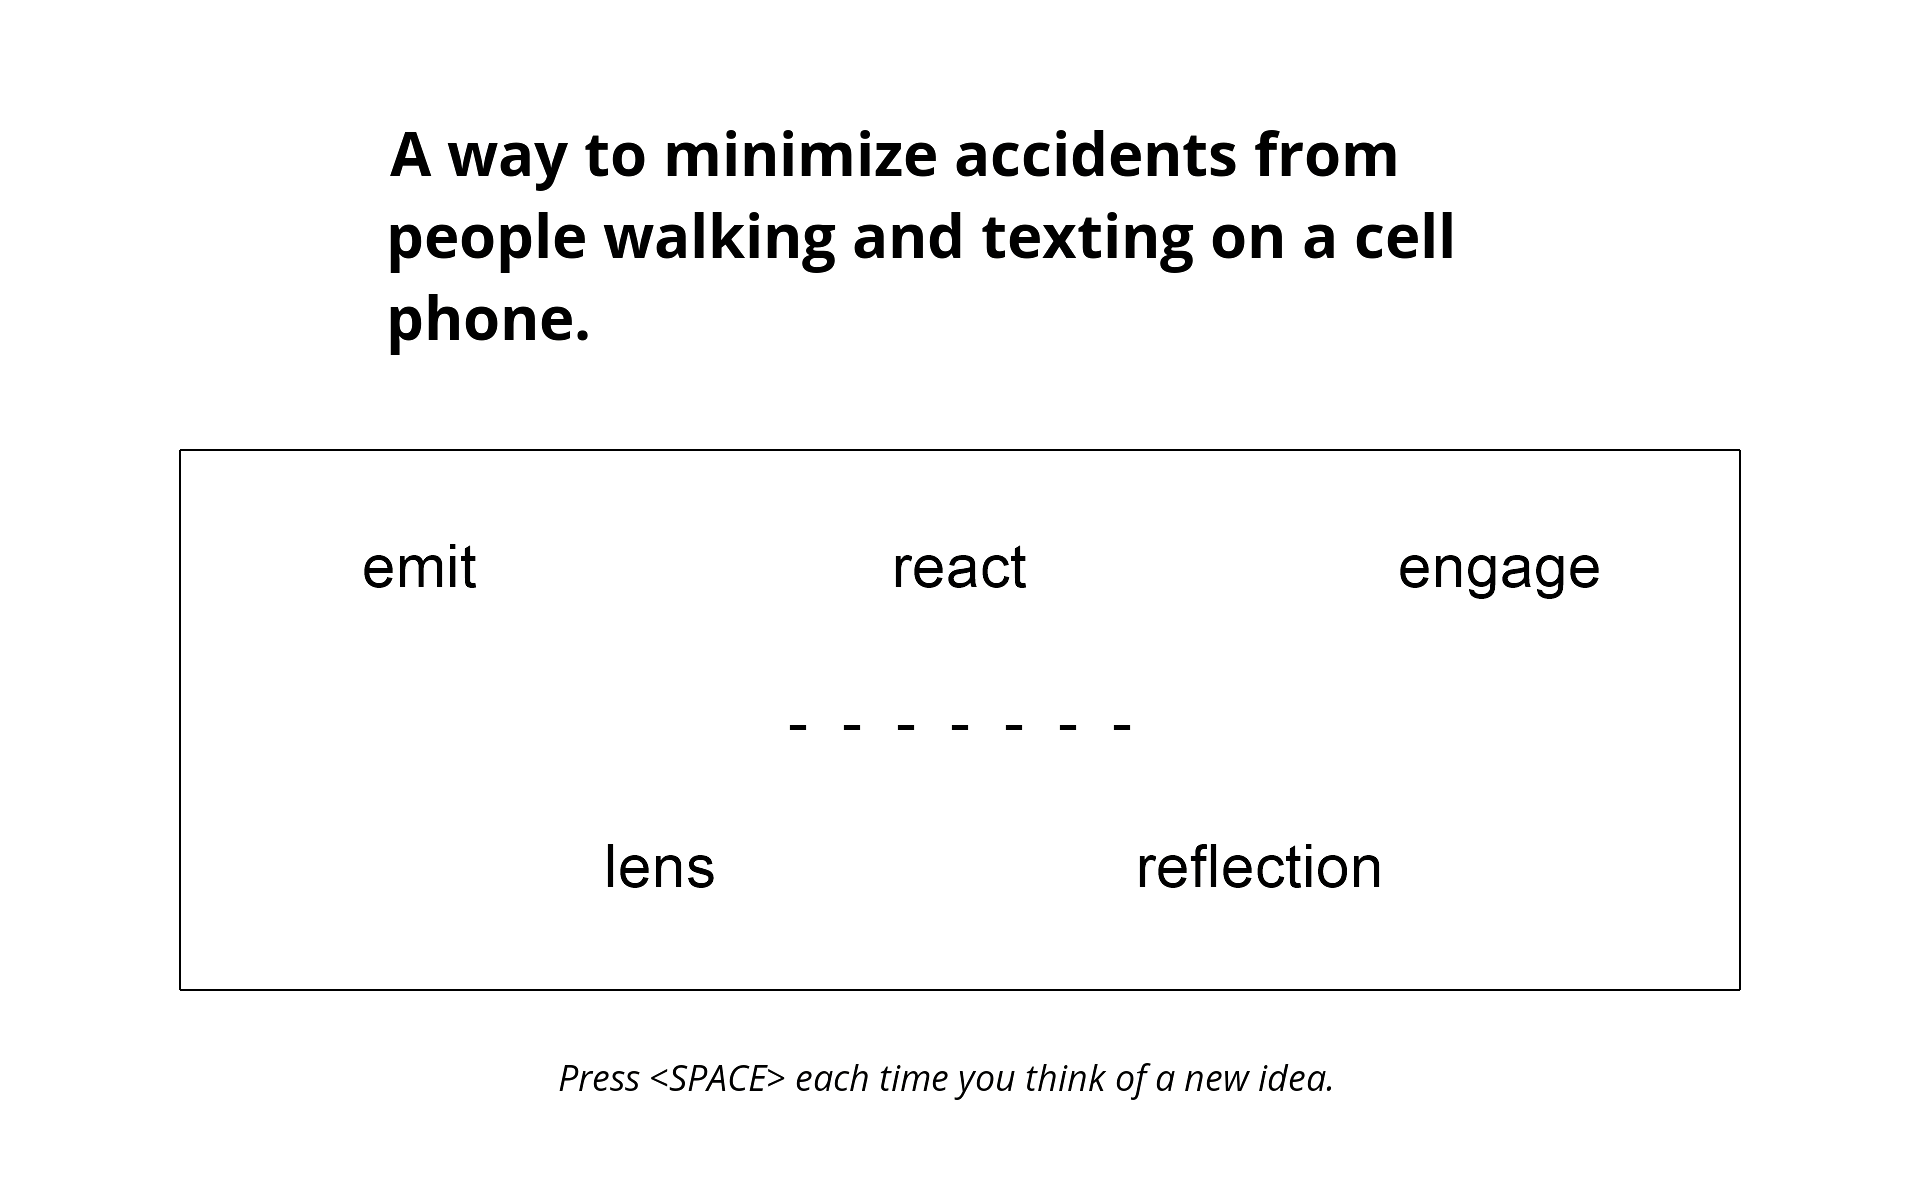 A way to minimize accidents from
people walking and texting on a cell
phone.
emit react engage
- - - - - - -
lens reflection
Press <SPACE> each time you think of a new idea.